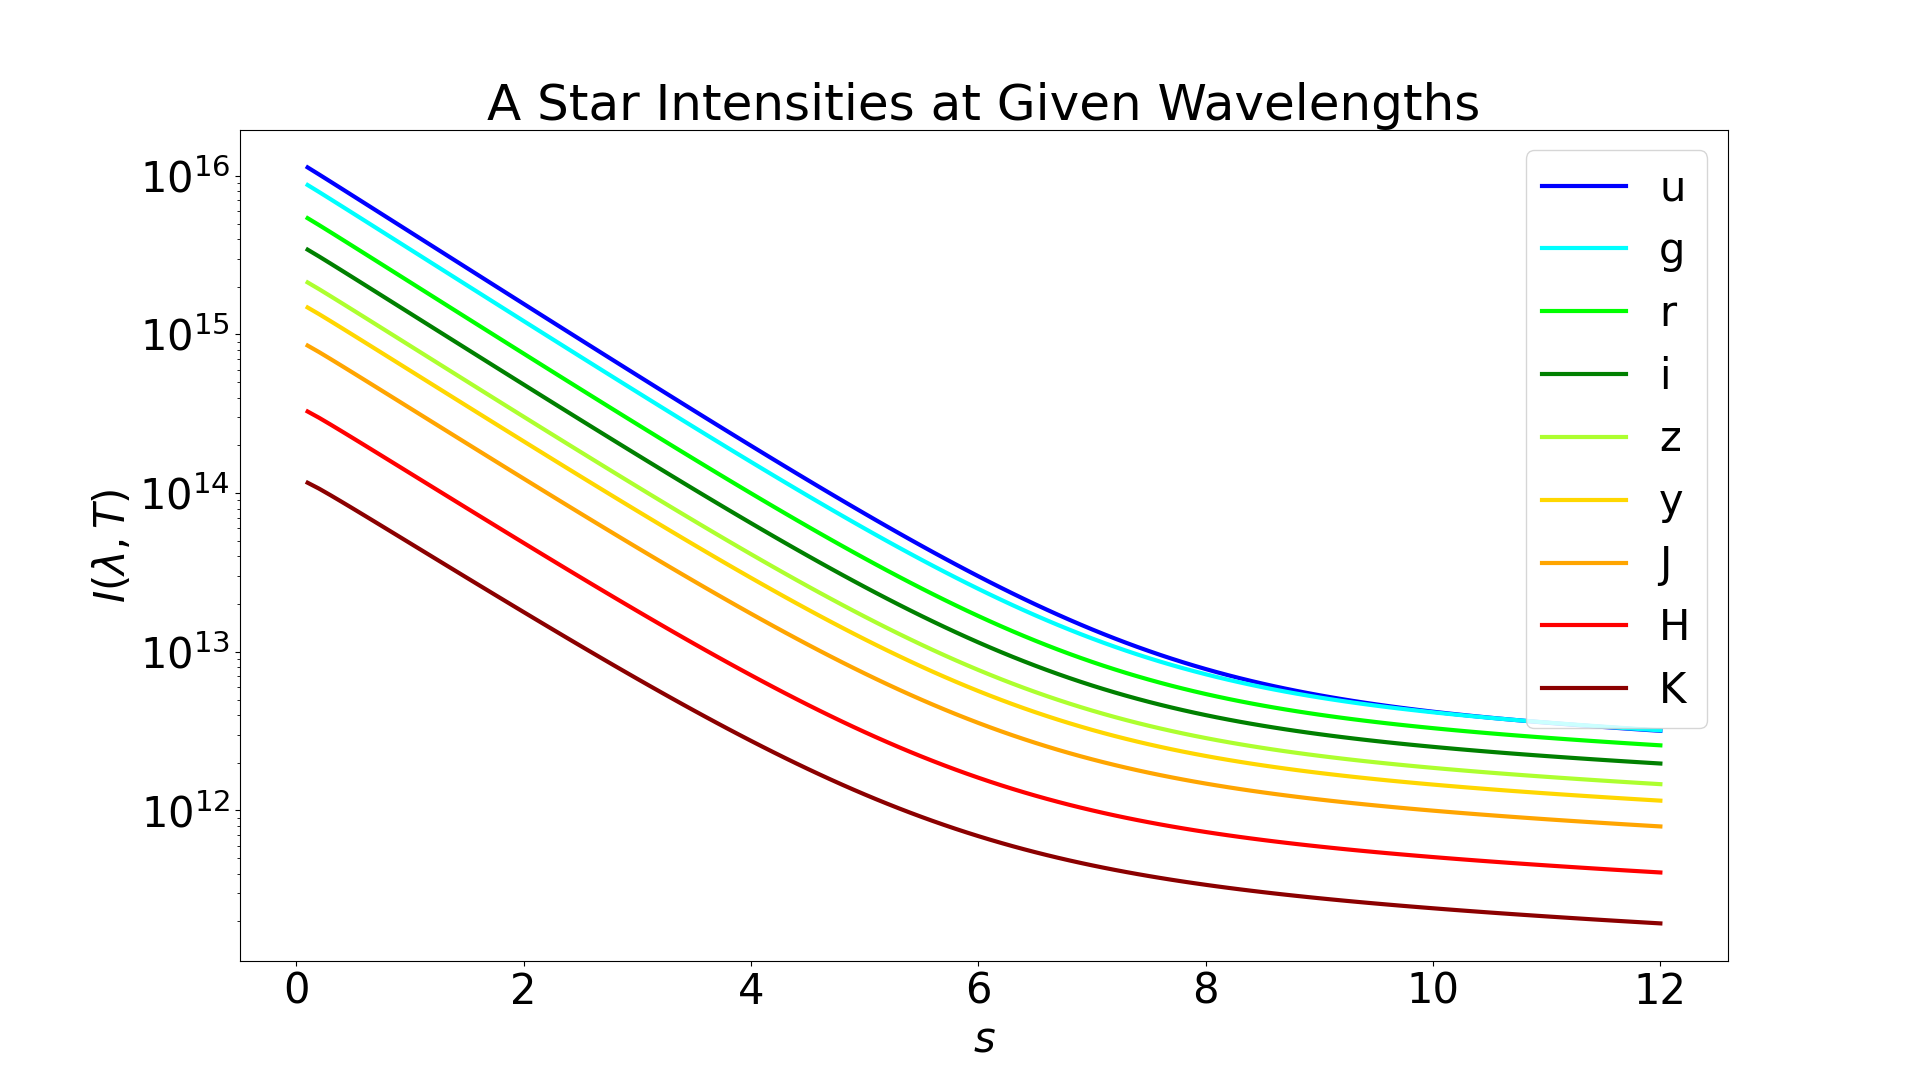 A Star Intensities at Given Wavelengths
I(λ, T)
10^16
10^15
10^14
10^13
10^12
0 2 4 6 8 10 12
s
u
g
r
i
z
y
J
H
K